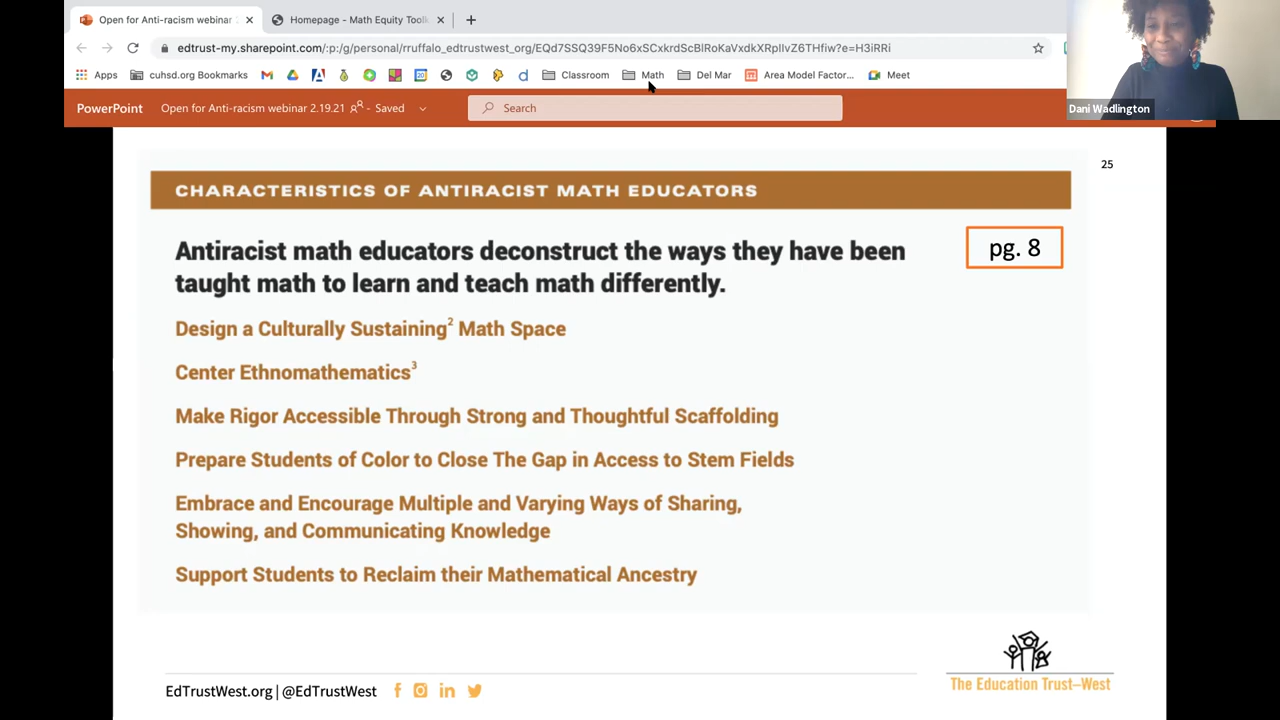 Open for Anti-racism webinar
Homepage - Math Equity Toolk
edtrust-my.sharepoint.com/:p:/g/personal/rruffalo_edtrustwest_org/EQd7SSQ39F5No6xSCxkrdScBlRoKaVxdkXRpIlvZ6THfiw?e=H3iRRi
Apps cuhsd.org Bookmarks Classroom Math Del Mar Area Model Factor... Meet
Dani Wadlington
PowerPoint Open for Anti-racism webinar 2.19.21 - Saved Search
25
CHARACTERISTICS OF ANTIRACIST MATH EDUCATORS
Antiracist math educators deconstruct the ways they have been
taught math to learn and teach math differently.
pg. 8
Design a Culturally Sustaining² Math Space
Center Ethnomathematics³
Make Rigor Accessible Through Strong and Thoughtful Scaffolding
Prepare Students of Color to Close The Gap in Access to Stem Fields
Embrace and Encourage Multiple and Varying Ways of Sharing,
Showing, and Communicating Knowledge
Support Students to Reclaim their Mathematical Ancestry
EdTrustWest.org | @EdTrustWest
The Education Trust—West